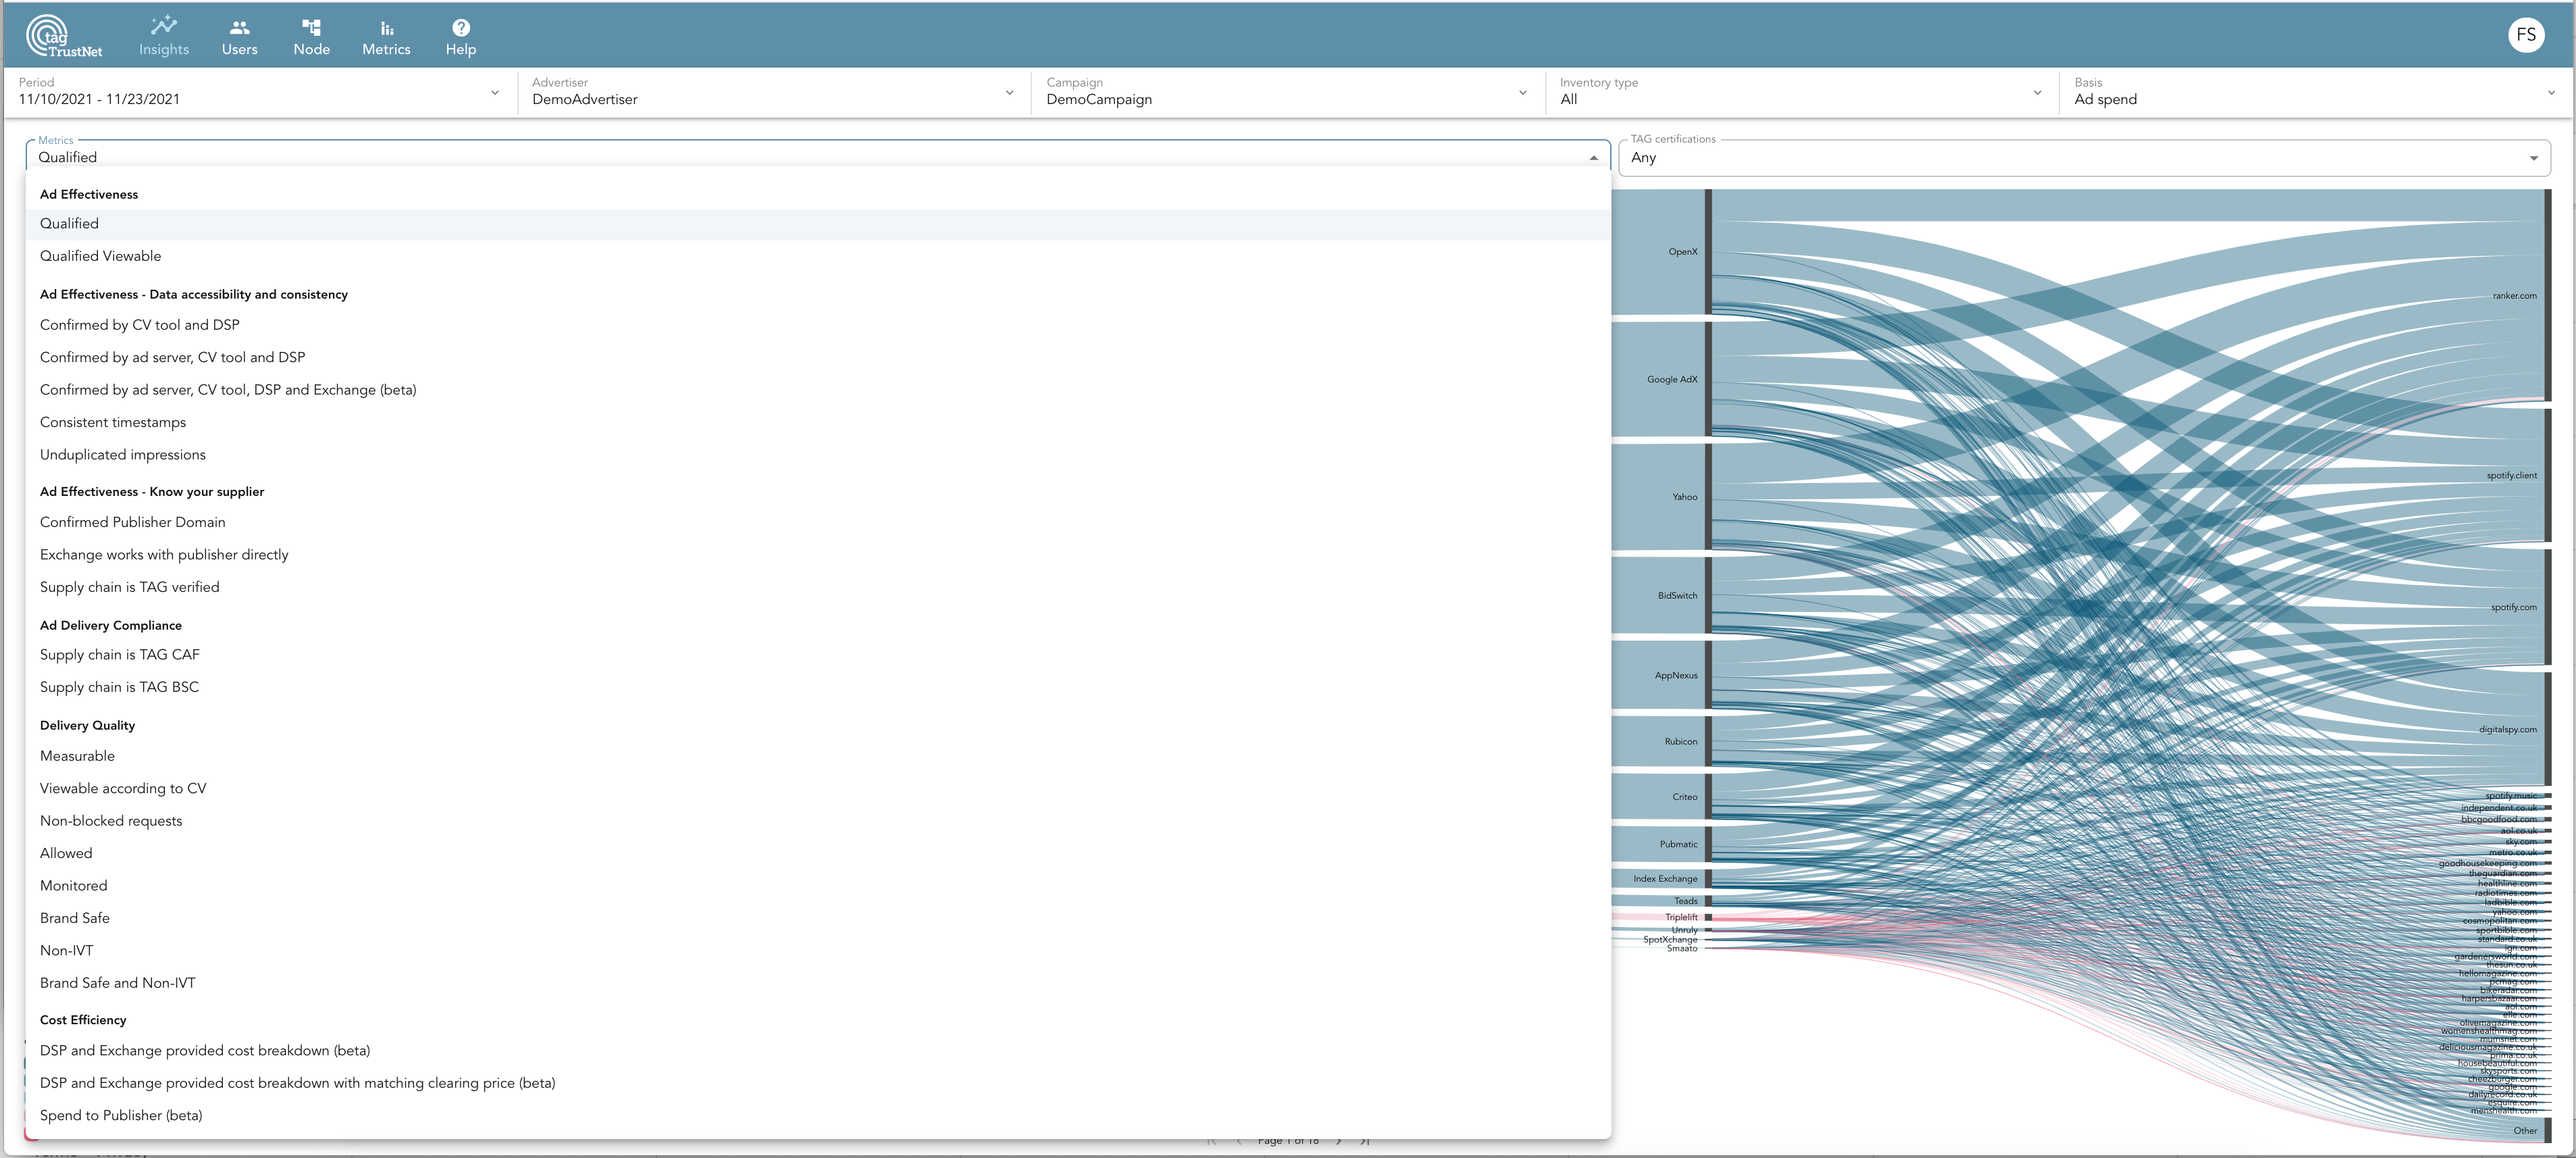 tag
TrustNet
Insights
Users
Node
Metrics
Help
FS
Period
11/10/2021 - 11/23/2021
Advertiser
DemoAdvertiser
Campaign
DemoCampaign
Inventory type
All
Basis
Ad spend
Metrics
Qualified
TAG certifications
Any
Ad Effectiveness
Qualified
Qualified Viewable
Ad Effectiveness - Data accessibility and consistency
Confirmed by CV tool and DSP
Confirmed by ad server, CV tool and DSP
Confirmed by ad server, CV tool, DSP and Exchange (beta)
Consistent timestamps
Unduplicated impressions
Ad Effectiveness - Know your supplier
Confirmed Publisher Domain
Exchange works with publisher directly
Supply chain is TAG verified
Ad Delivery Compliance
Supply chain is TAG CAF
Supply chain is TAG BSC
Delivery Quality
Measurable
Viewable according to CV
Non-blocked requests
Allowed
Monitored
Brand Safe
Non-IVT
Brand Safe and Non-IVT
Cost Efficiency
DSP and Exchange provided cost breakdown (beta)
DSP and Exchange provided cost breakdown with matching clearing price (beta)
Spend to Publisher (beta)
OpenX
Google AdX
Yahoo
BidSwitch
AppNexus
Rubicon
Criteo
Pubmatic
Index Exchange
Teads
Triplelift
Unruly
SpotXchange
Smaato
ranker.com
spotify.client
spotify.com
digitalspy.com
spotify.music
independent.co.uk
bbcgoodfood.com
aol.co.uk
sky.com
metro.co.uk
goodhousekeeping.com
theguardian.com
healthline.com
radiotimes.com
ladbible.com
yahoo.com
cosmopolitan.com
sportbible.com
standard.co.uk
ign.com
gardenersworld.com
thesun.co.uk
hellomagazine.com
pcmag.com
bikeradar.com
harpersbazaar.com
aol.com
elle.com
olivemagazine.com
womenshealthmag.com
mumsnet.com
deliciousmagazine.co.uk
prima.co.uk
housebeautiful.com
skysports.com
cheezburger.com
google.com
dailyrecord.co.uk
esquire.com
menshealth.com
Other
Page 1 of 18